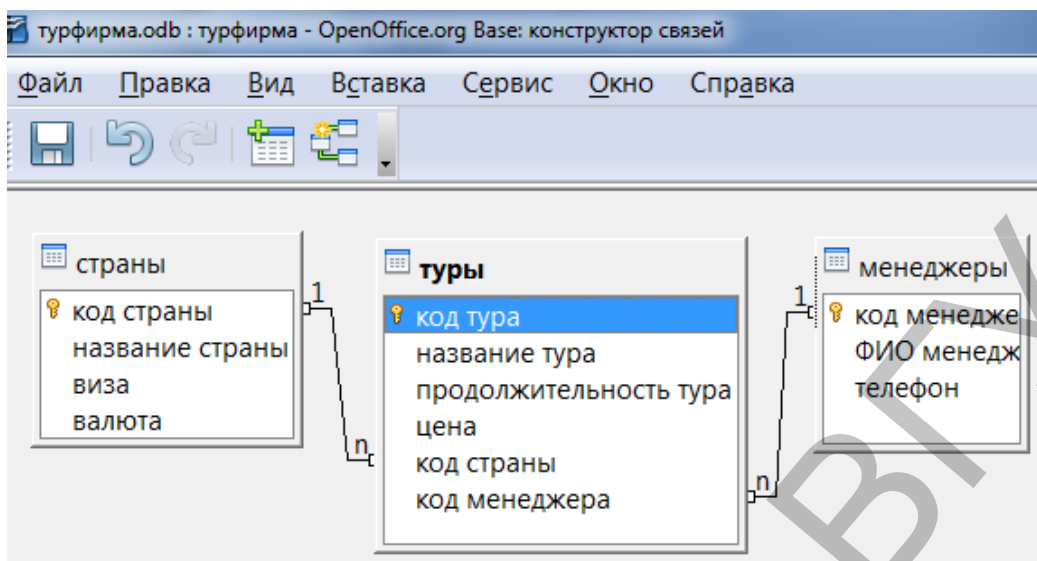 турфирма.odb : турфирма - OpenOffice.org Base: конструктор связей
Файл Правка Вид Вставка Сервис Окно Справка
страны
код страны
название страны
виза
валюта
1
n
туры
код тура
название тура
продолжительность тура
цена
код страны
код менеджера
1
n
менеджеры
код менедже
ФИО менедж
телефон
ВГУ